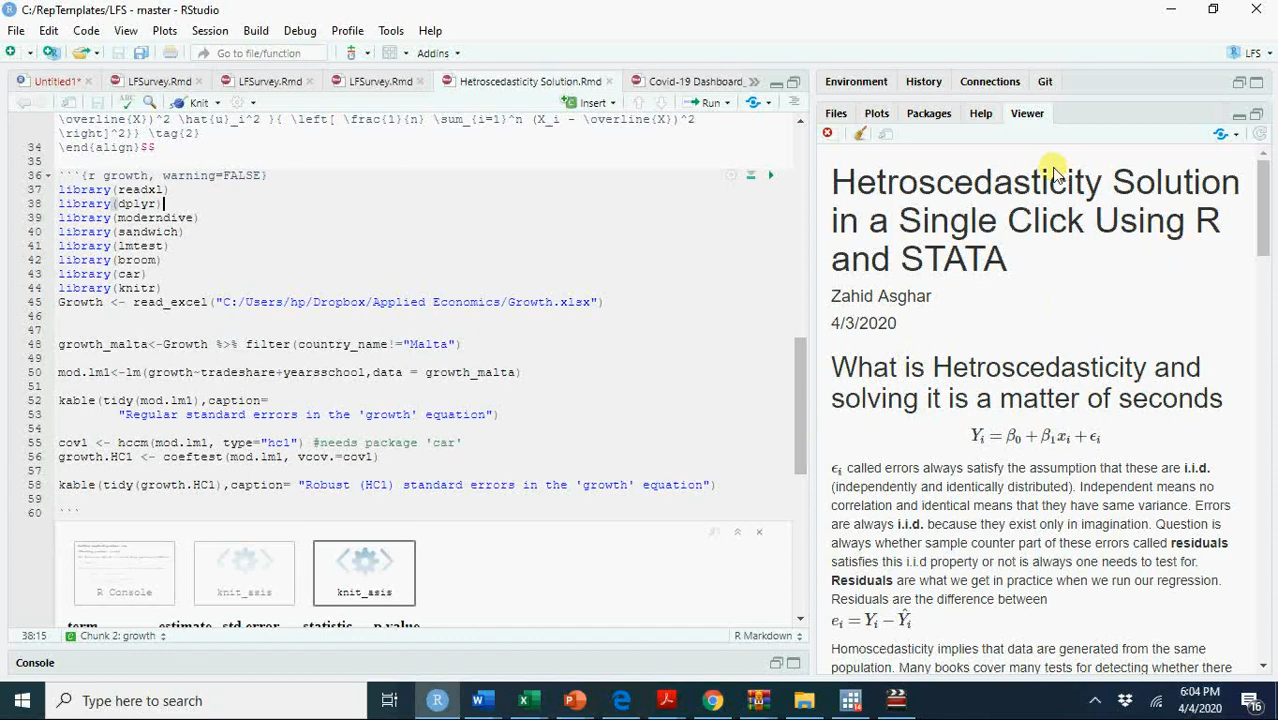 C:/RepTemplates/LFS - master - RStudio
File Edit Code View Plots Session Build Debug Profile Tools Help
Go to file/function Addins LFS
Untitled1* LFSurvey.Rmd LFSurvey.Rmd LFSurvey.Rmd Hetroscedasticity Solution.Rmd Covid-19 Dashboard
Knit Insert Run
\overline{X})^2 \hat{u}_i^2 }{ \left[ \frac{1}{n} \sum_{i=1}^n (X_i - \overline{X})^2
\right]^2}} \tag{2}
34 \end{align}$$
35
36 ```{r growth, warning=FALSE}
37 library(readxl)
38 library(dplyr)
39 library(moderndive)
40 library(sandwich)
41 library(lmtest)
42 library(broom)
43 library(car)
44 library(knitr)
45 Growth <- read_excel("C:/Users/hp/Dropbox/Applied Economics/Growth.xlsx")
46
47
48 growth_malta<-Growth %>% filter(country_name!="Malta")
49
50 mod.lm1<-lm(growth~tradeshare+yearsschool,data = growth_malta)
51
52 kable(tidy(mod.lm1),caption=
53 "Regular standard errors in the 'growth' equation")
54
55 cov1 <- hccm(mod.lm1, type="hc1") #needs package 'car'
56 growth.HC1 <- coeftest(mod.lm1, vcov.=cov1)
57
58 kable(tidy(growth.HC1),caption= "Robust (HC1) standard errors in the 'growth' equation")
59
60 ```
R Console knit_asis knit_asis
term estimate std.error statistic p.value
38:15 Chunk 2: growth R Markdown
Console
Environment History Connections Git
Files Plots Packages Help Viewer
Hetroscedasticity Solution
in a Single Click Using R
and STATA
Zahid Asghar
4/3/2020
What is Hetroscedasticity and
solving it is a matter of seconds
Yᵢ = β₀ + β₁xᵢ + ϵᵢ
ϵᵢ called errors always satisfy the assumption that these are i.i.d.
(independently and identically distributed). Independent means no
correlation and identical means that they have same variance. Errors
are always i.i.d. because they exist only in imagination. Question is
always whether sample counter part of these errors called residuals
satisfies this i.i.d property or not is always one needs to test for.
Residuals are what we get in practice when we run our regression.
Residuals are the difference between
eᵢ = Yᵢ − Ŷᵢ
Homoscedasticity implies that data are generated from the same
population. Many books cover many tests for detecting whether there
Type here to search
6:04 PM
4/4/2020
16